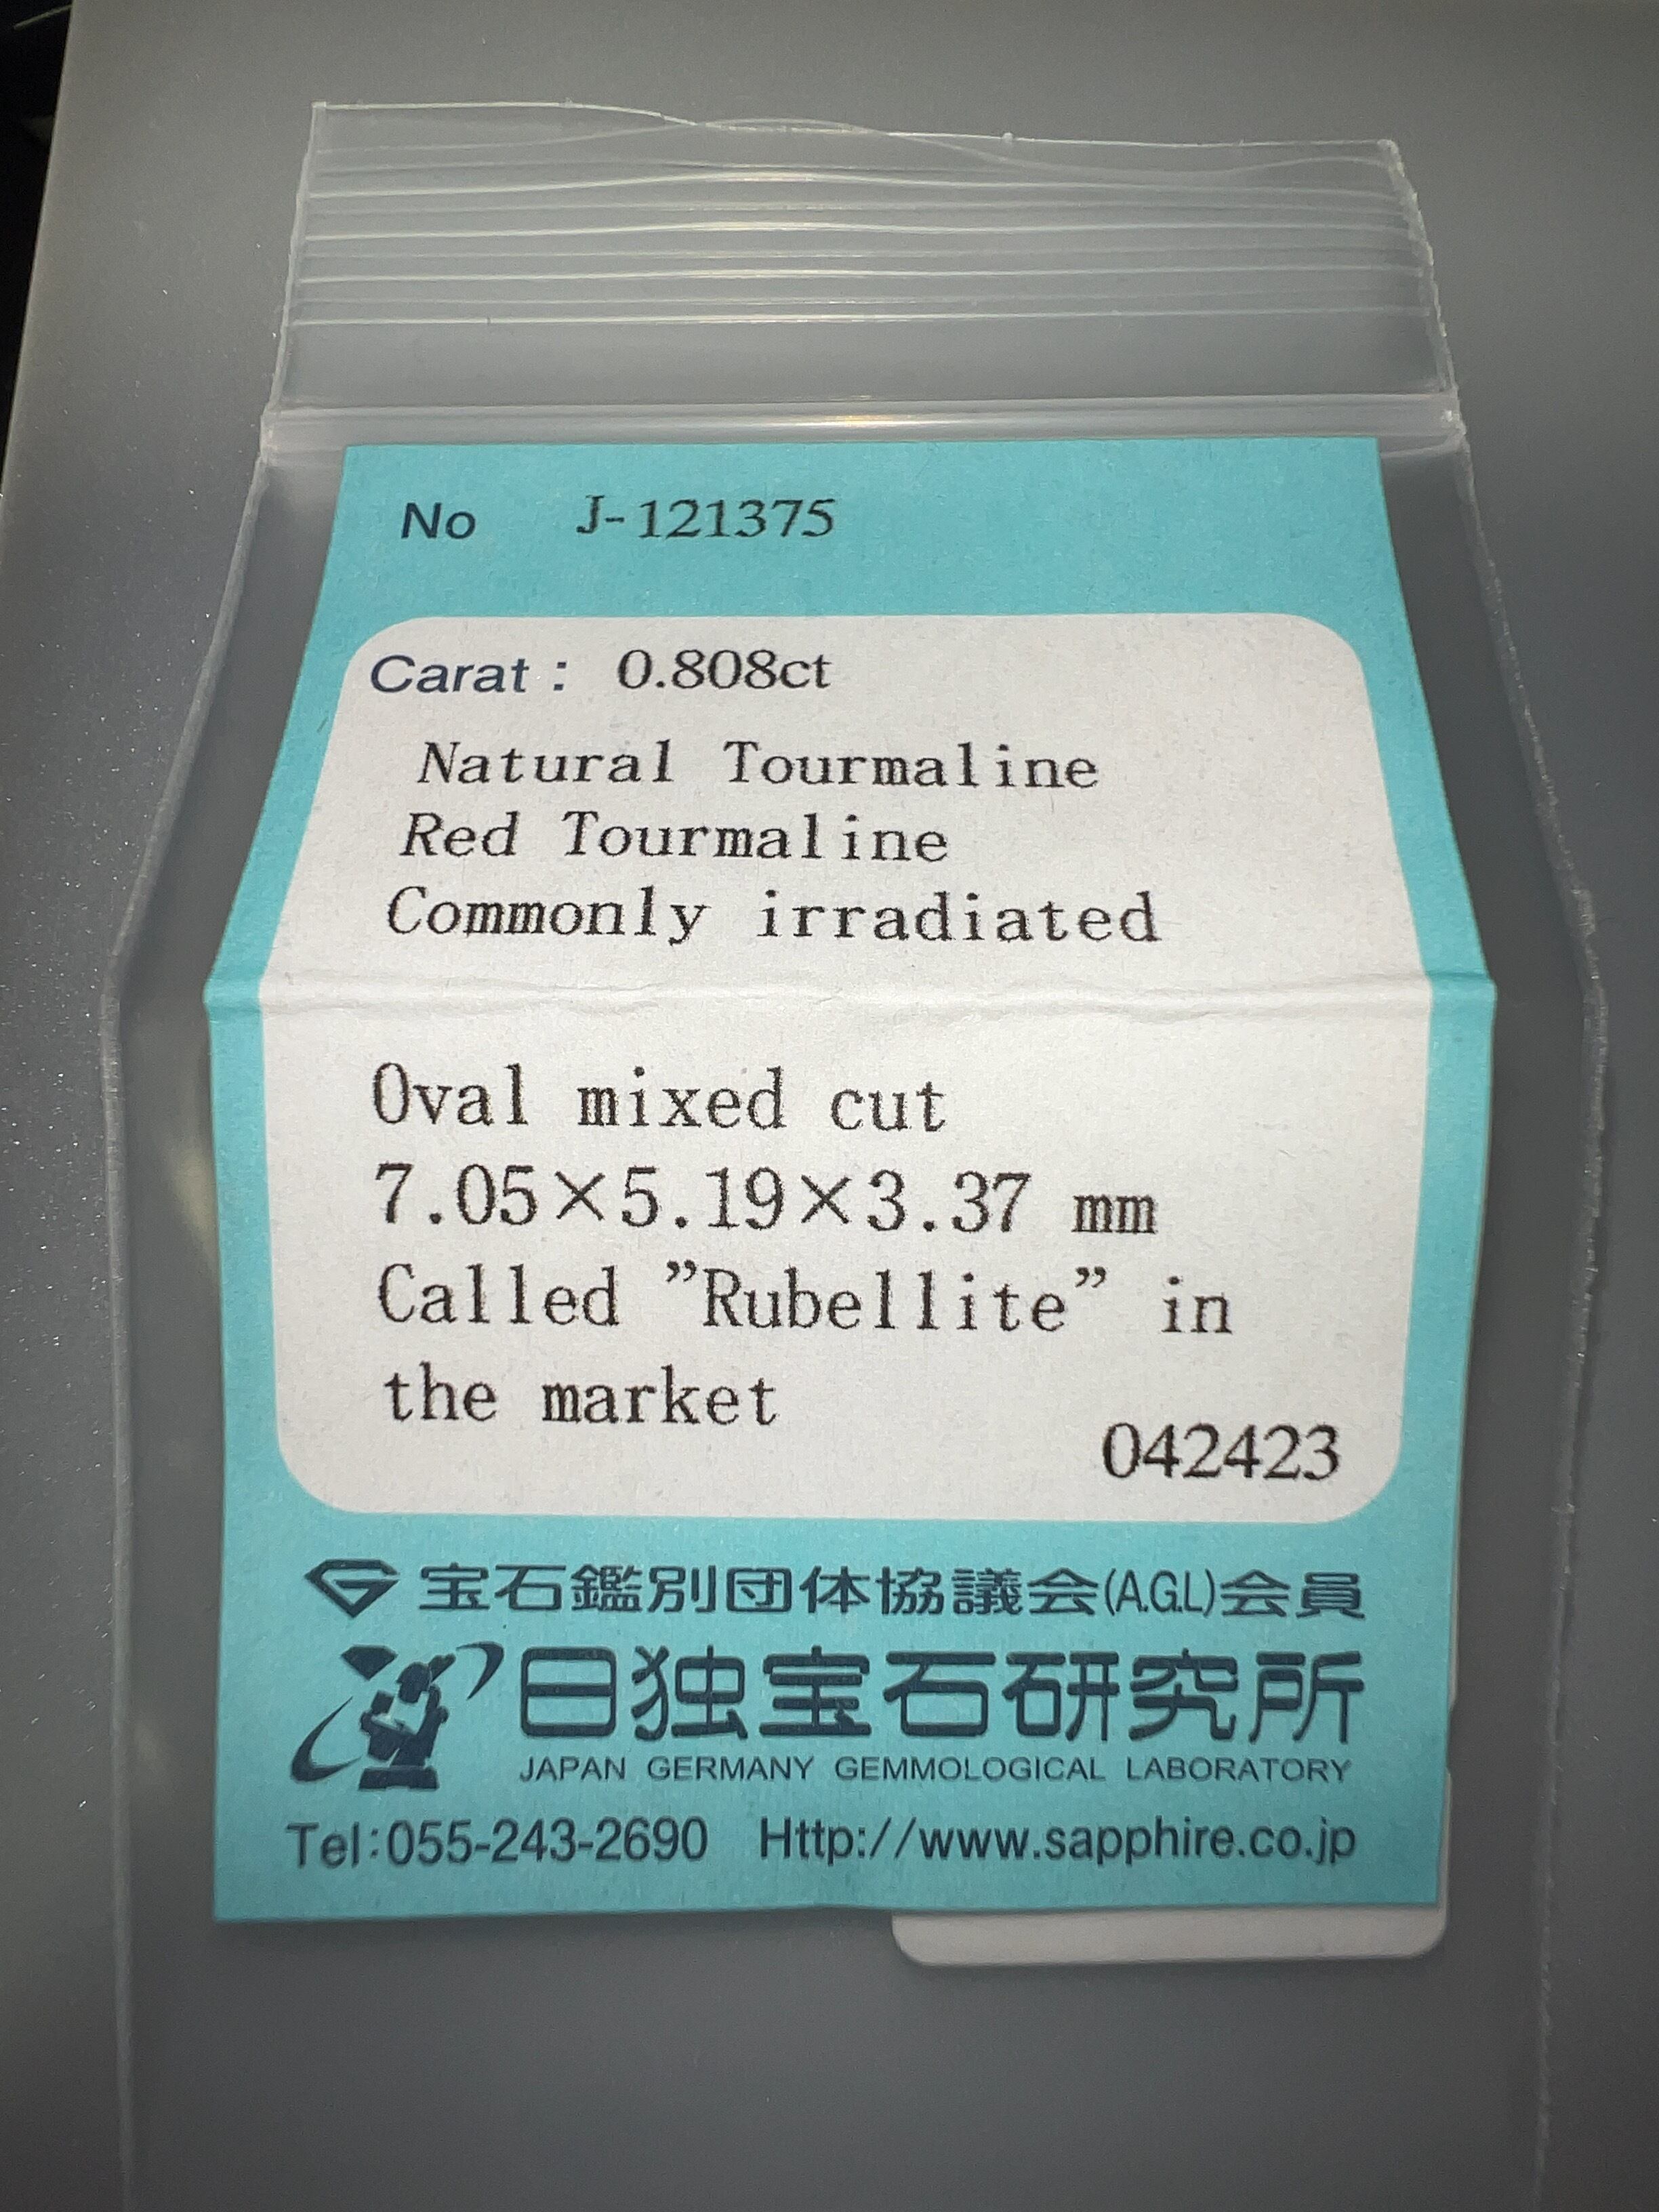 No J-121375
Carat : 0.808ct
Natural Tourmaline
Red Tourmaline
Commonly irradiated
Oval mixed cut
7.05×5.19×3.37 mm
Called ”Rubellite” in
the market
042423
宝石鑑別団体協議会(A.G.L)会員
日独宝石研究所
JAPAN GERMANY GEMMOLOGICAL LABORATORY
Tel:055-243-2690 Http://www.sapphire.co.jp